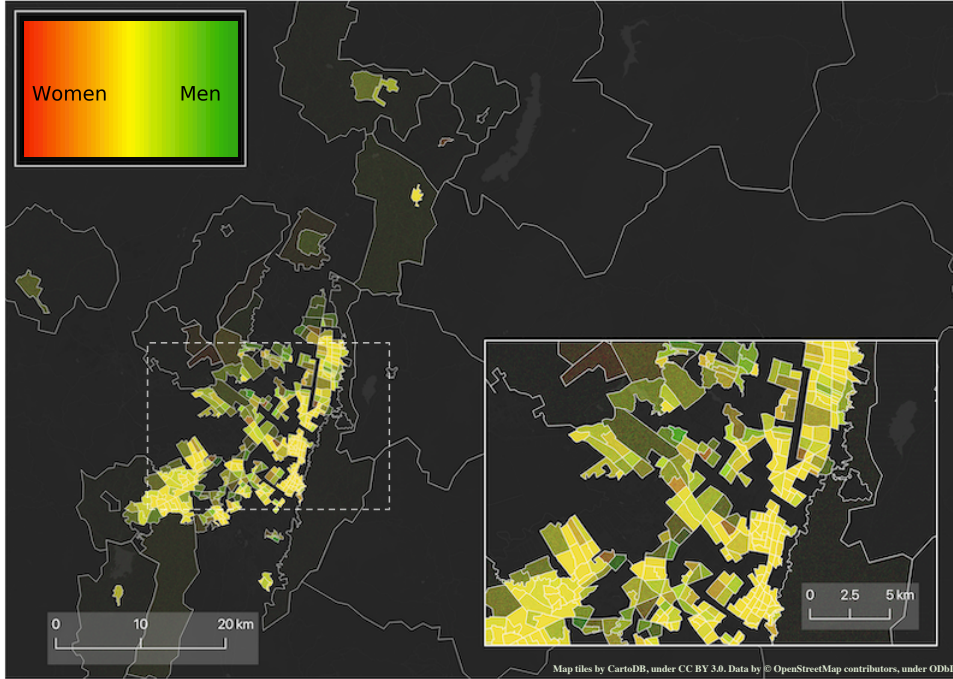 Women Men
0 2.5 5 km
0 10 20 km
Map tiles by CartoDB, under CC BY 3.0. Data by © OpenStreetMap contributors, under ODbL